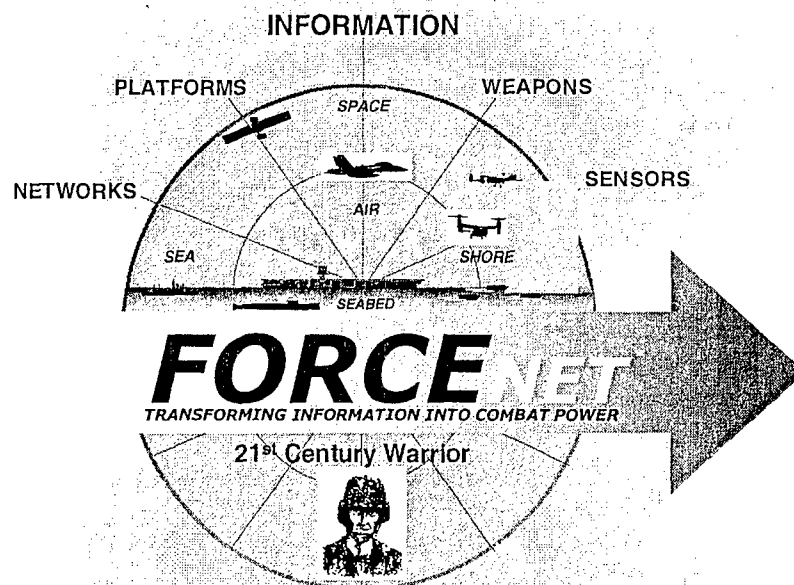 INFORMATION
PLATFORMS
WEAPONS
SPACE
NETWORKS
SENSORS
AIR
SEA
SHORE
SEABED
FORCENET
TRANSFORMING INFORMATION INTO COMBAT POWER
21st Century Warrior